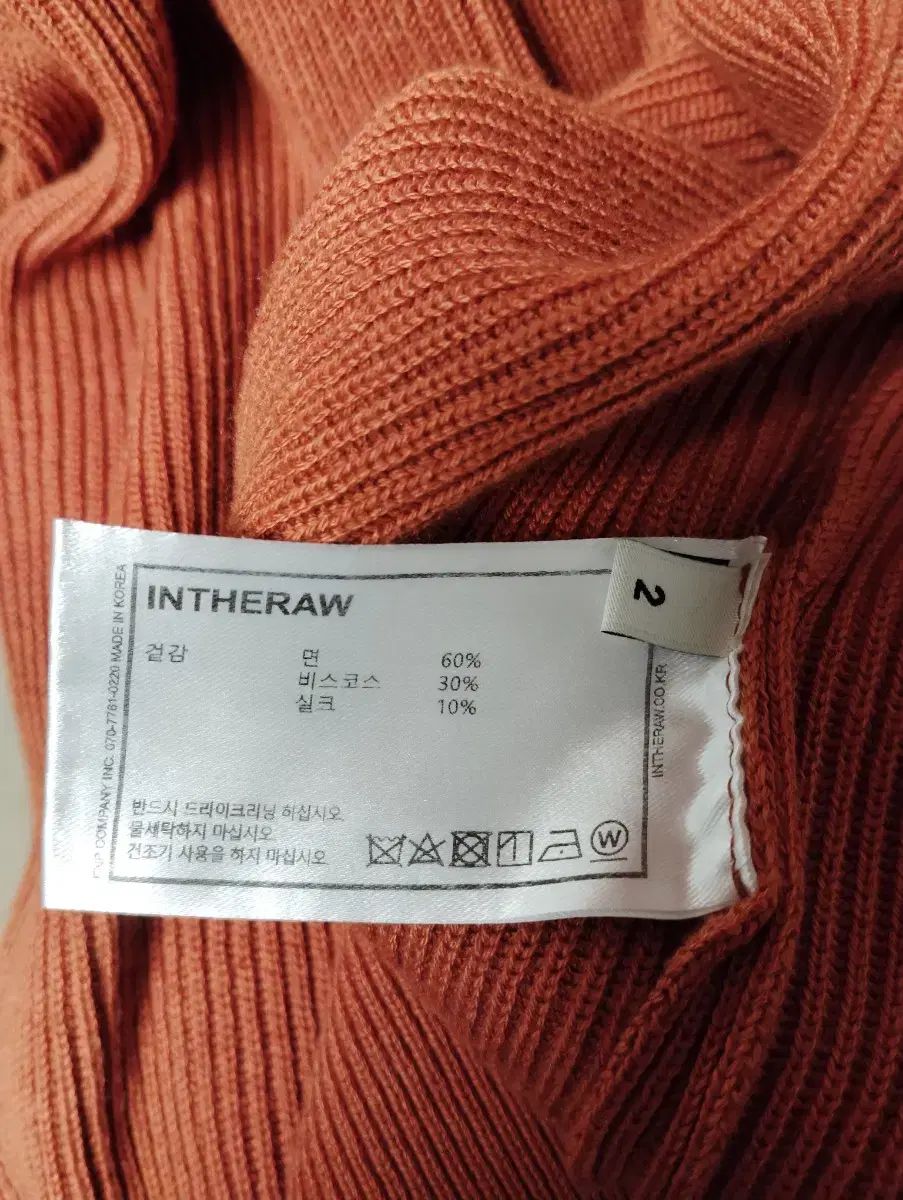 INTHERAW
2
겉감 면 60%
비스코스 30%
실크 10%
반드시 드라이크리닝 하십시오
물세탁하지 마십시오
건조기 사용을 하지 마십시오
W
COMPANY INC. 070-7761-0220 MADE IN KOREA
INTHERAW.CO.KR